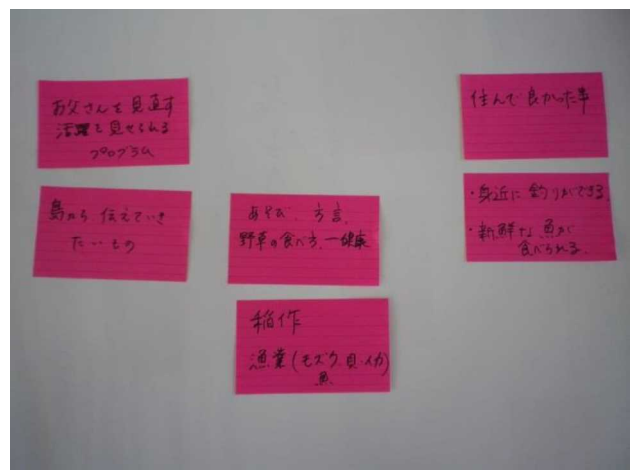 お父さんを見直す
活躍を見せられる
プログラム
島から伝えていき
たいもの
あそび、方言、
野草の食べ方、
稲作
漁業(モズク、貝・イカ)
魚
住んで良かった事
・身近に釣りができる。
・新鮮な魚が
食べられる。